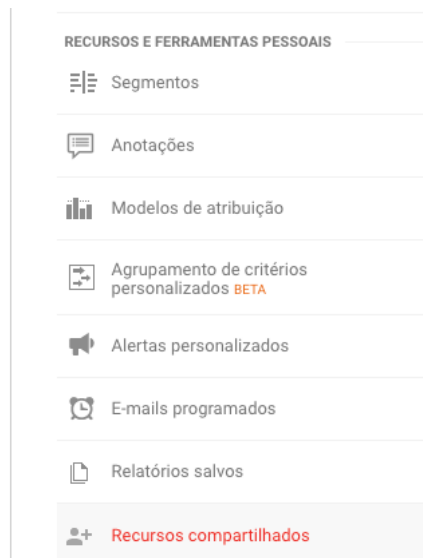 RECURSOS E FERRAMENTAS PESSOAIS
Segmentos
Anotações
Modelos de atribuição
Agrupamento de critérios
personalizados BETA
Alertas personalizados
E-mails programados
Relatórios salvos
Recursos compartilhados